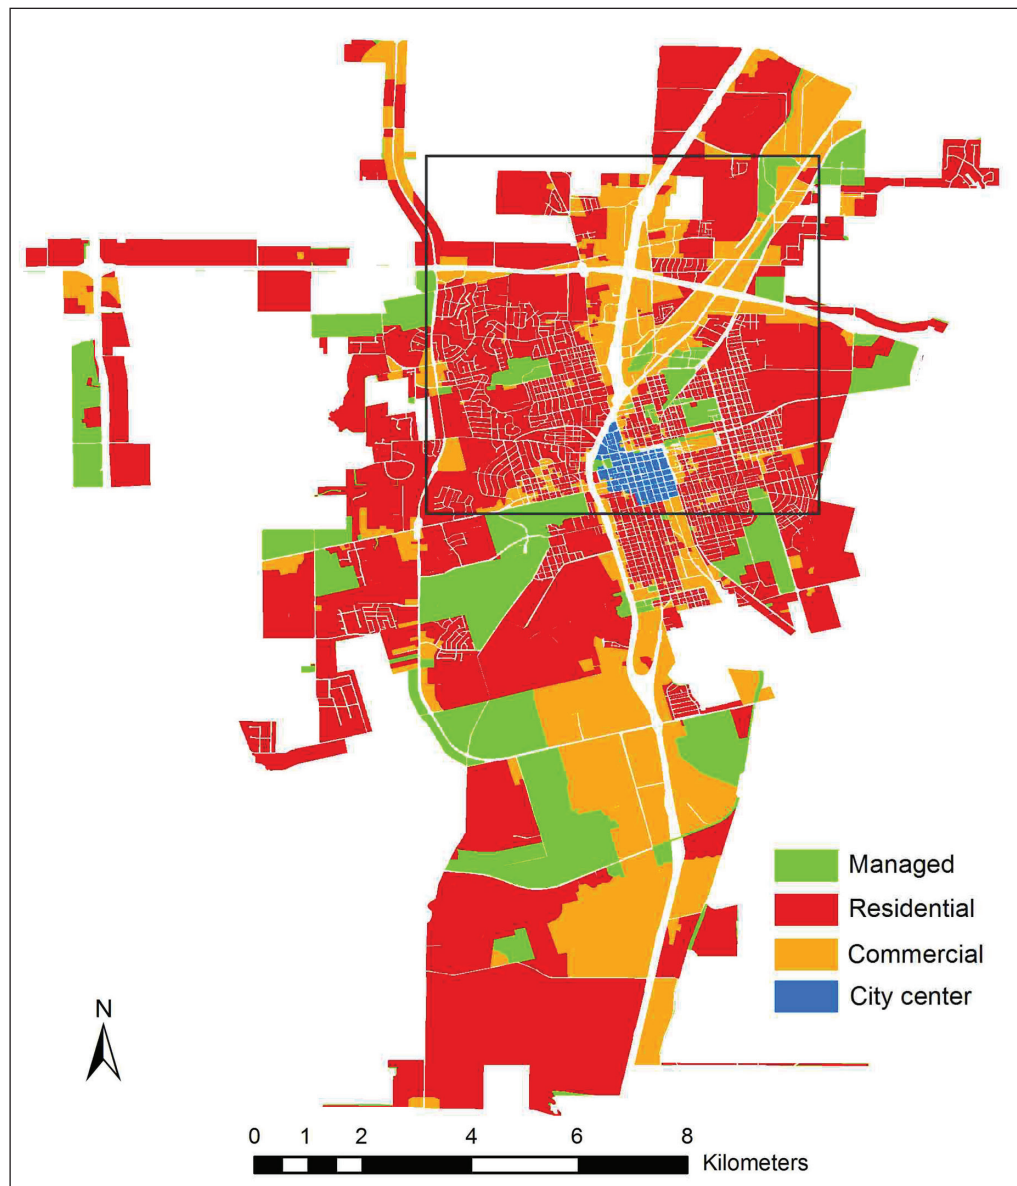 Managed
Residential
Commercial
City center
N
0 1 2 4 6 8
Kilometers